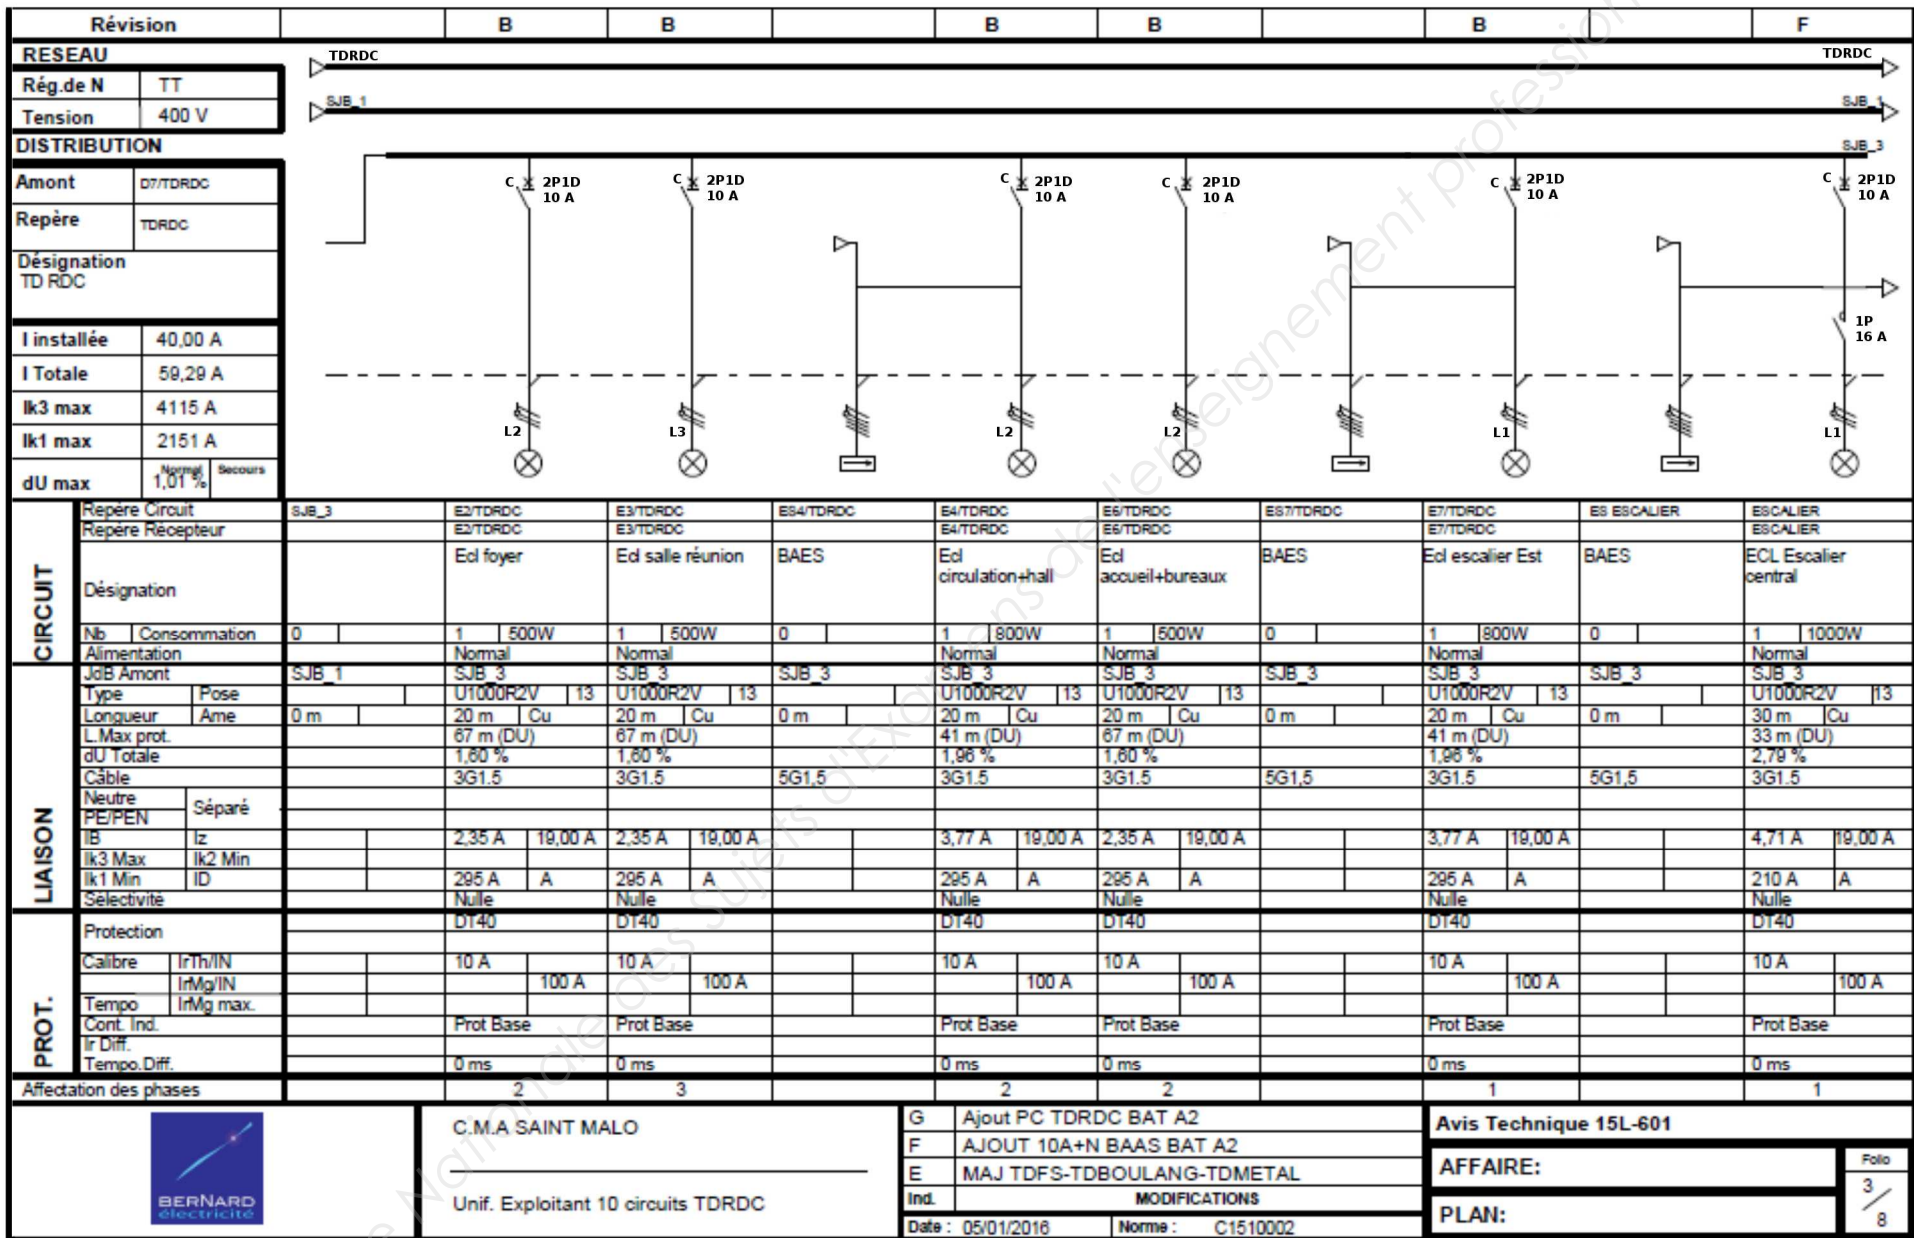 Révision B B B B B F
RESEAU
Rég.de N TT
Tension 400 V
TDRDC TDRDC
SJB_1 SJB_1
SJB_3
DISTRIBUTION
Amont D7/TDRDC
Repère TDRDC
Désignation
TD RDC
I installée 40,00 A
I Totale 59,29 A
Ik3 max 4115 A
Ik1 max 2151 A
dU max Normal 1,01 % Secours
C 2P1D C 2P1D C 2P1D C 2P1D C 2P1D C 2P1D
10 A 10 A 10 A 10 A 10 A 10 A
1P
16 A
L2 L3 L2 L2 L1 L1
CIRCUIT
Repère Circuit SJB_3 E2/TDRDC E3/TDRDC ES4/TDRDC E4/TDRDC E6/TDRDC ES7/TDRDC E7/TDRDC ES ESCALIER ESCALIER
Repère Récepteur E2/TDRDC E3/TDRDC E4/TDRDC E6/TDRDC E7/TDRDC ESCALIER
Désignation Ecl foyer Ecl salle réunion BAES Ecl circulation+hall Ecl accueil+bureaux BAES Ecl escalier Est BAES ECL Escalier central
Nb Consommation 0 1 500W 1 500W 0 1 800W 1 500W 0 1 800W 0 1 1000W
Alimentation Normal Normal Normal Normal Normal Normal
LIAISON
JdB Amont SJB_1 SJB_3 SJB_3 SJB_3 SJB_3 SJB_3 SJB_3 SJB_3 SJB_3 SJB_3
Type Pose U1000R2V 13 U1000R2V 13 U1000R2V 13 U1000R2V 13 U1000R2V 13 U1000R2V 13
Longueur Ame 0 m 20 m Cu 20 m Cu 0 m 20 m Cu 20 m Cu 0 m 20 m Cu 0 m 30 m Cu
L.Max prot. 67 m (DU) 67 m (DU) 41 m (DU) 67 m (DU) 41 m (DU) 33 m (DU)
dU Totale 1,60 % 1,60 % 1,96 % 1,60 % 1,96 % 2,79 %
Câble 3G1.5 3G1.5 5G1,5 3G1.5 3G1.5 5G1,5 3G1.5 5G1,5 3G1.5
Neutre Séparé
PE/PEN
IB Iz 2,35 A 19,00 A 2,35 A 19,00 A 3,77 A 19,00 A 2,35 A 19,00 A 3,77 A 19,00 A 4,71 A 19,00 A
Ik3 Max Ik2 Min
Ik1 Min ID 295 A A 295 A A 295 A A 295 A A 295 A A 210 A A
Sélectivité Nulle Nulle Nulle Nulle Nulle Nulle
PROT.
Protection DT40 DT40 DT40 DT40 DT40 DT40
Calibre IrTh/IN 10 A 10 A 10 A 10 A 10 A 10 A
IrMg/IN 100 A 100 A 100 A 100 A 100 A 100 A
Tempo IrMg max.
Cont. Ind. Prot Base Prot Base Prot Base Prot Base Prot Base Prot Base
Ir Diff.
Tempo.Diff. 0 ms 0 ms 0 ms 0 ms 0 ms 0 ms
Affectation des phases 2 3 2 2 1 1
BERNARD
électricité
C.M.A SAINT MALO
Unif. Exploitant 10 circuits TDRDC
G Ajout PC TDRDC BAT A2
F AJOUT 10A+N BAAS BAT A2
E MAJ TDFS-TDBOULANG-TDMETAL
Ind. MODIFICATIONS
Date : 05/01/2016 Norme : C1510002
Avis Technique 15L-601
AFFAIRE:
PLAN:
Folio
3/8
Nationale des Sujets d'Examens de l'enseignement profession